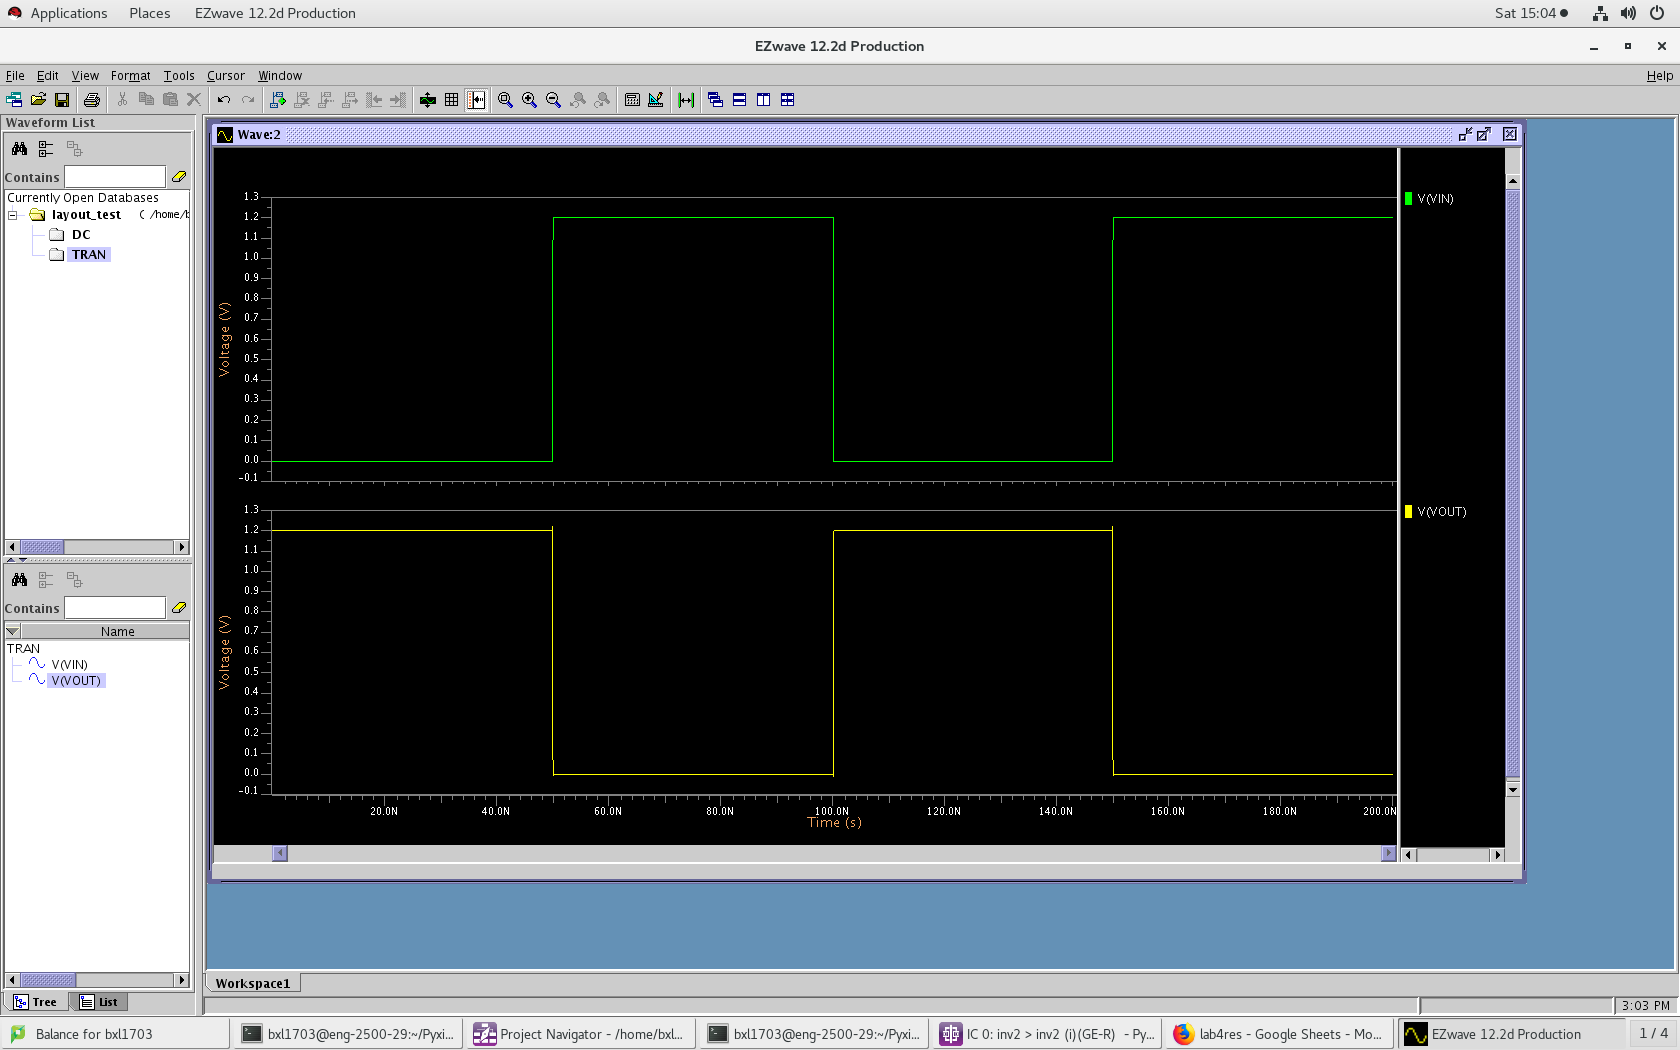 Applications Places EZwave 12.2d Production Sat 15:04
EZwave 12.2d Production
File Edit View Format Tools Cursor Window Help
Waveform List
Contains
Currently Open Databases
layout_test ( /home/b
DC
TRAN
Contains
Name
TRAN
V(VIN)
V(VOUT)
Tree List
Wave:2
1.3
1.2
1.1
1.0
0.9
0.8
0.7
0.6
0.5
0.4
0.3
0.2
0.1
0.0
-0.1
Voltage (V)
V(VIN)
1.3
1.2
1.1
1.0
0.9
0.8
0.7
0.6
0.5
0.4
0.3
0.2
0.1
0.0
-0.1
Voltage (V)
V(VOUT)
20.0N 40.0N 60.0N 80.0N 100.0N 120.0N 140.0N 160.0N 180.0N 200.0N
Time (s)
Workspace1
3:03 PM
Balance for bxl1703 bxl1703@eng-2500-29:~/Pyxi... Project Navigator - /home/bxl... bxl1703@eng-2500-29:~/Pyxi... IC 0: inv2 > inv2 (i)(GE-R) - Py... lab4res - Google Sheets - Mo... EZwave 12.2d Production 1 / 4